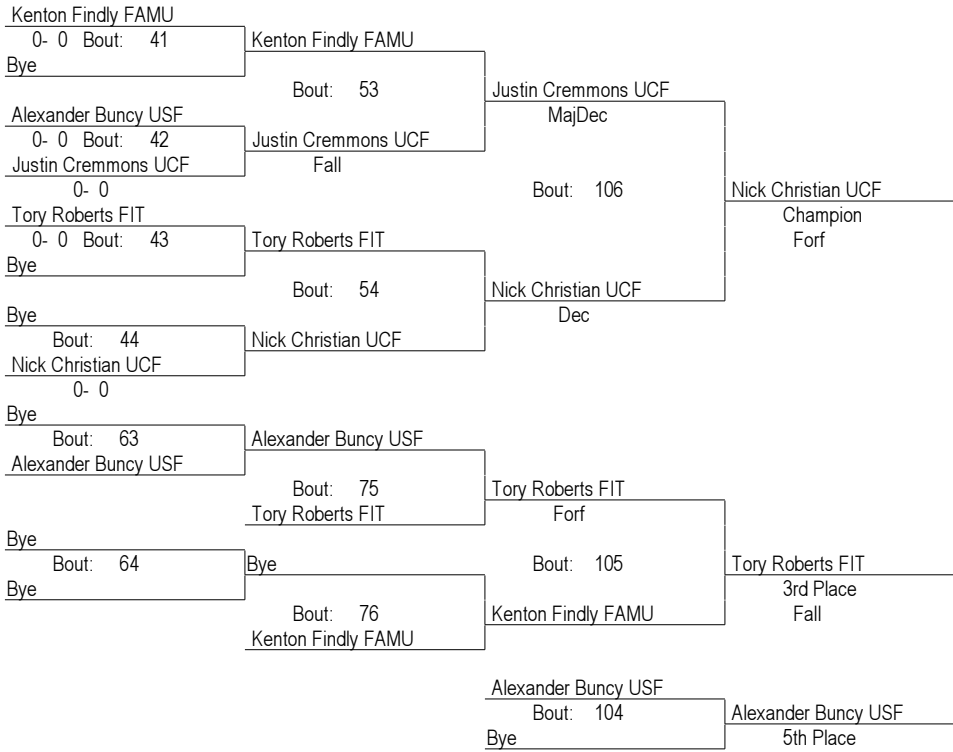 Kenton Findly FAMU
0- 0 Bout: 41
Kenton Findly FAMU
Bye
Bout: 53
Justin Cremmons UCF
Alexander Buncy USF
MajDec
0- 0 Bout: 42
Justin Cremmons UCF
Justin Cremmons UCF
Fall
0- 0
Bout: 106
Nick Christian UCF
Tory Roberts FIT
Champion
0- 0 Bout: 43
Tory Roberts FIT
Forf
Bye
Bout: 54
Nick Christian UCF
Bye
Dec
Bout: 44
Nick Christian UCF
Nick Christian UCF
0- 0
Bye
Bout: 63
Alexander Buncy USF
Alexander Buncy USF
Bout: 75
Tory Roberts FIT
Tory Roberts FIT
Forf
Bye
Bout: 64
Bye
Bout: 105
Tory Roberts FIT
Bye
3rd Place
Bout: 76
Kenton Findly FAMU
Fall
Kenton Findly FAMU
Alexander Buncy USF
Bout: 104
Alexander Buncy USF
Bye
5th Place